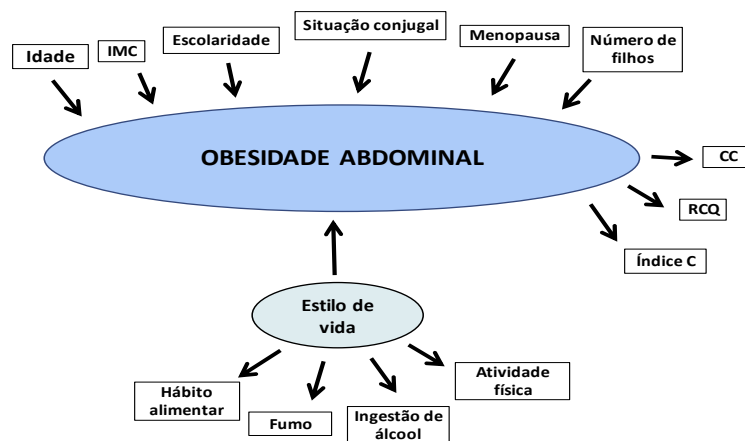 Situação conjugal
Menopausa
Número de
filhos
Escolaridade
IMC
Idade
OBESIDADE ABDOMINAL
CC
RCQ
Índice C
Estilo de
vida
Atividade
física
Hábito
alimentar
Fumo
Ingestão de
álcool